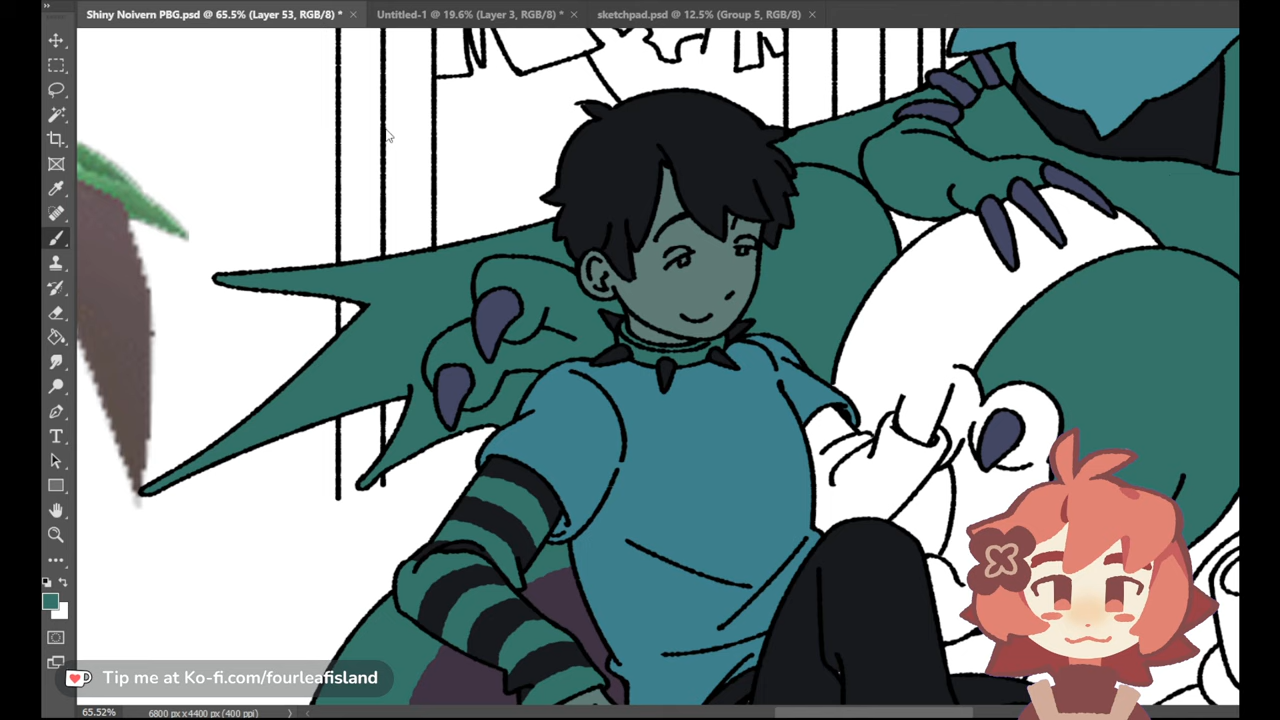 Shiny Noivern PBG.psd @ 65.5% (Layer 53, RGB/8) * ×
Untitled-1 @ 19.6% (Layer 3, RGB/8) * ×
sketchpad.psd @ 12.5% (Group 5, RGB/8) ×
T
Tip me at Ko-fi.com/fourleafisland
65.52%
6800 px x 4400 px (400 ppi)